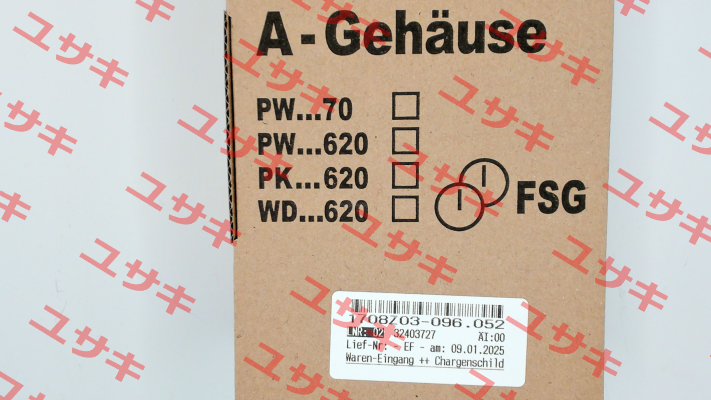 A-Gehäuse
PW...70
PW...620
PK...620
WD...620
FSG
1708Z03-096.052
LNR: 02 32403727 ÄI:00
Lief-Nr: - EF - am: 09.01.2025
Waren-Eingang ++ Chargenschild
ユサキ